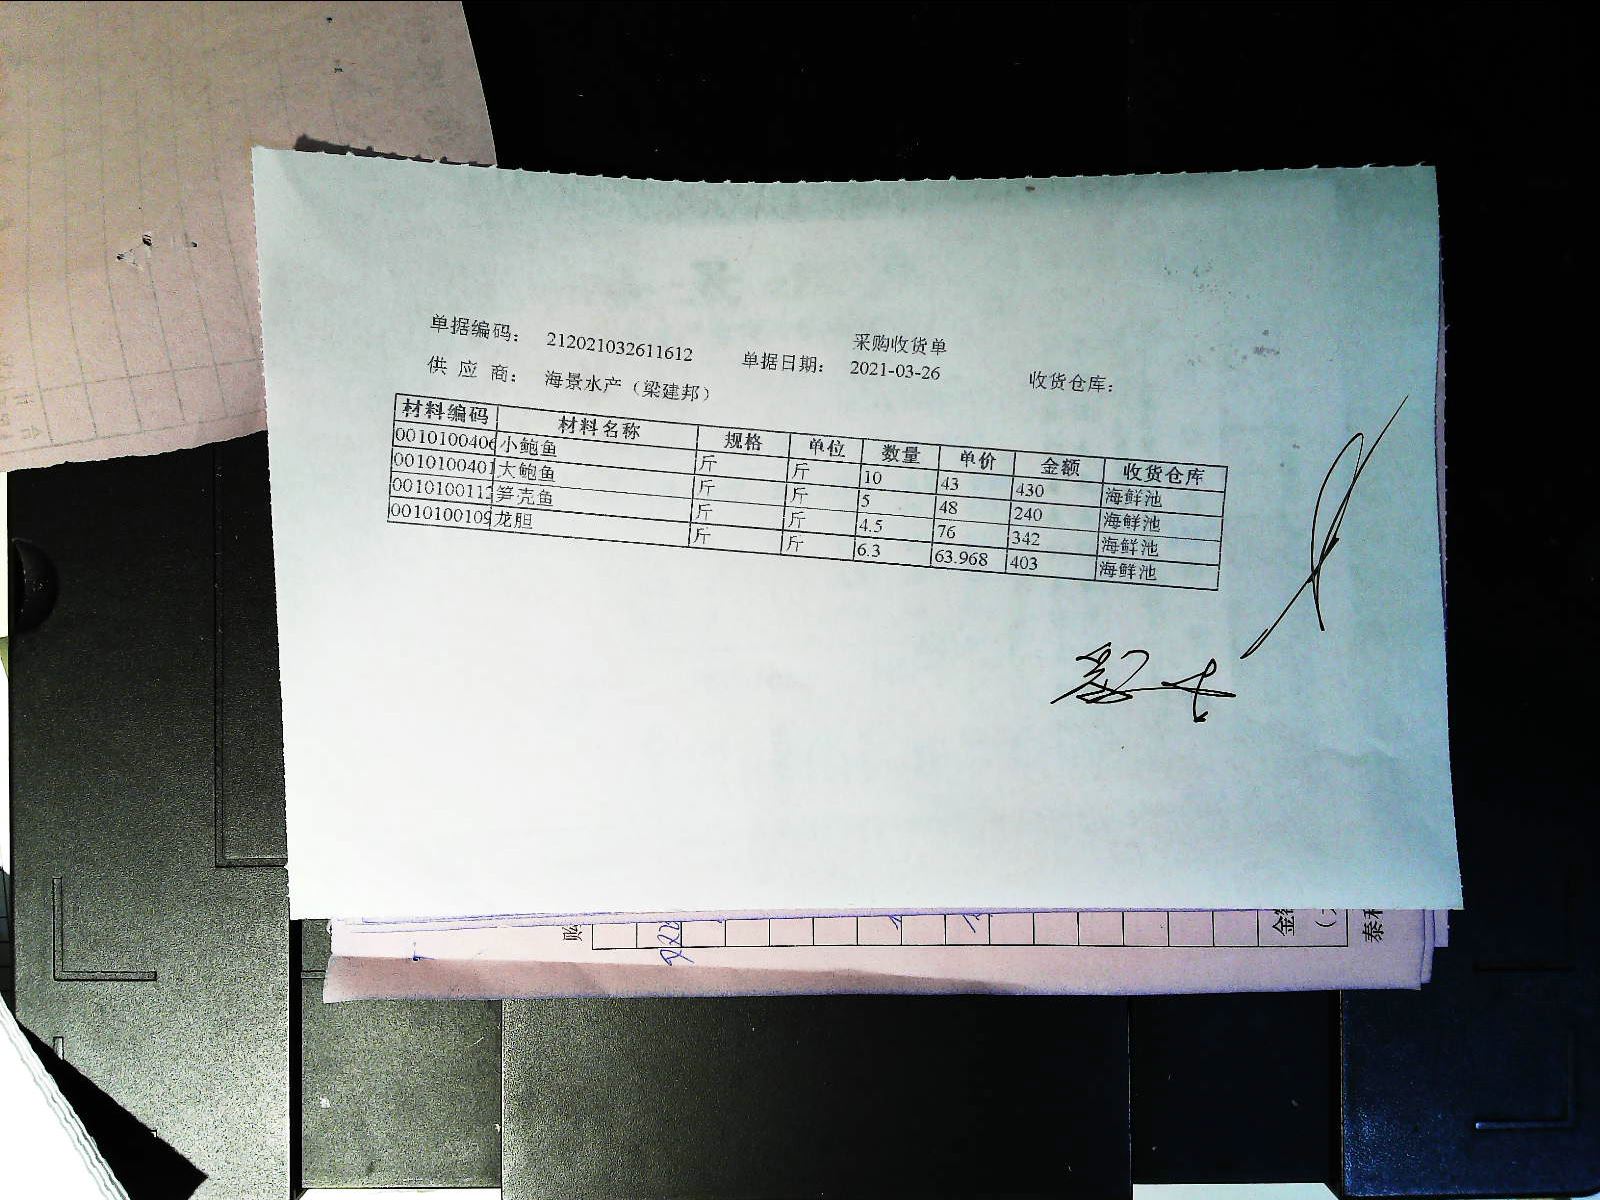 采购收货单
单据编码： 212021032611612 单据日期： 2021-03-26 收货仓库：
供 应 商： 海景水产（梁建邦）
材料编码 材料名称 规格 单位 数量 单价 金额 收货仓库
0010100406 小鲍鱼 斤 斤 10 43 430 海鲜池
0010100401 大鲍鱼 斤 斤 5 48 240 海鲜池
001010011 笋壳鱼 斤 斤 4.5 76 342 海鲜池
0010100109 龙胆 斤 斤 6.3 63.968 403 海鲜池